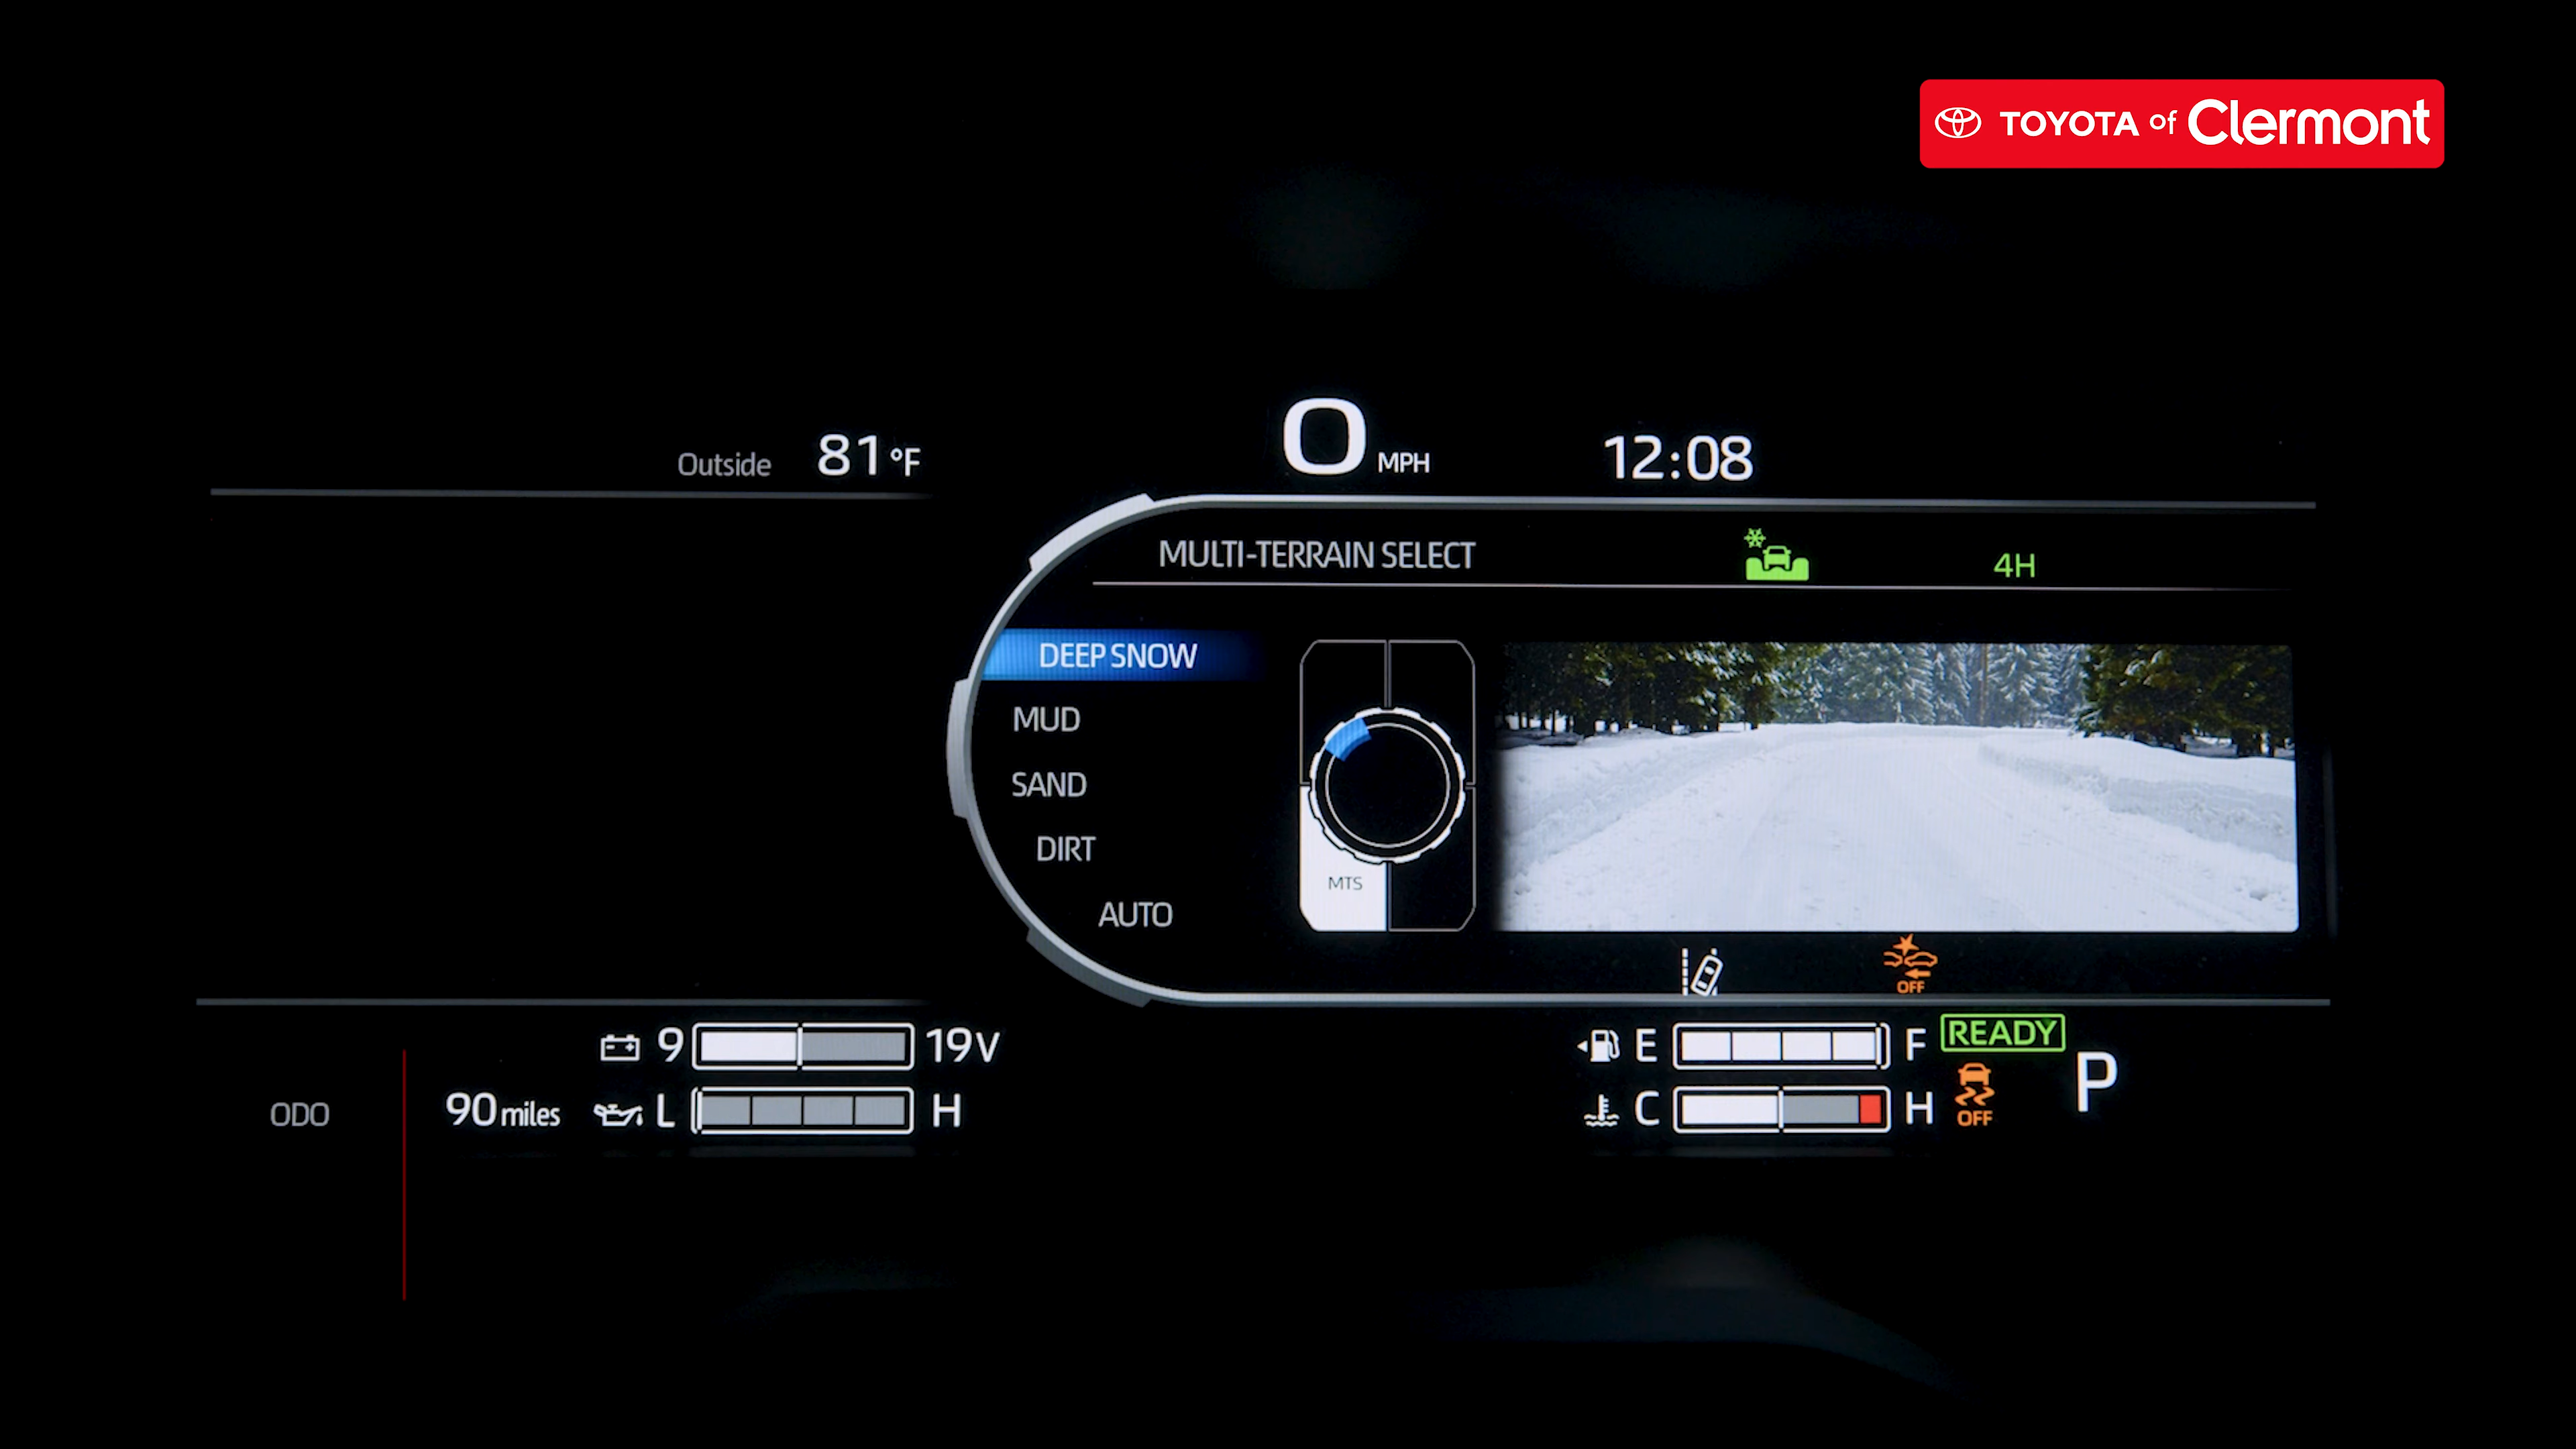 TOYOTA of Clermont
Outside 81°F
0 MPH
12:08
MULTI-TERRAIN SELECT
4H
DEEP SNOW
MUD
SAND
DIRT
AUTO
MTS
OFF
9 19V
E F
READY
ODO 90 miles
L H
C H
OFF
P